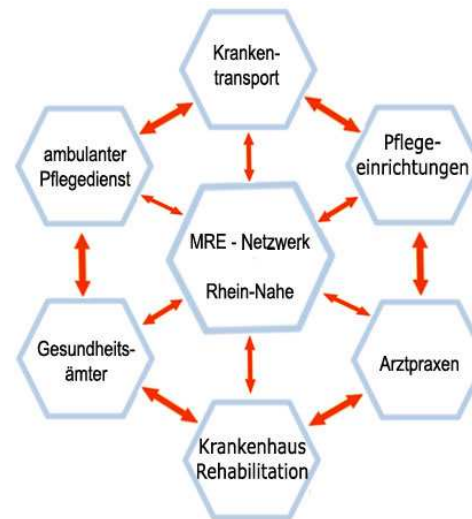 Kranken-
transport
ambulanter
Pflegedienst
Pflege-
einrichtungen
MRE - Netzwerk
Rhein-Nahe
Gesundheits-
ämter
Arztpraxen
Krankenhaus
Rehabilitation